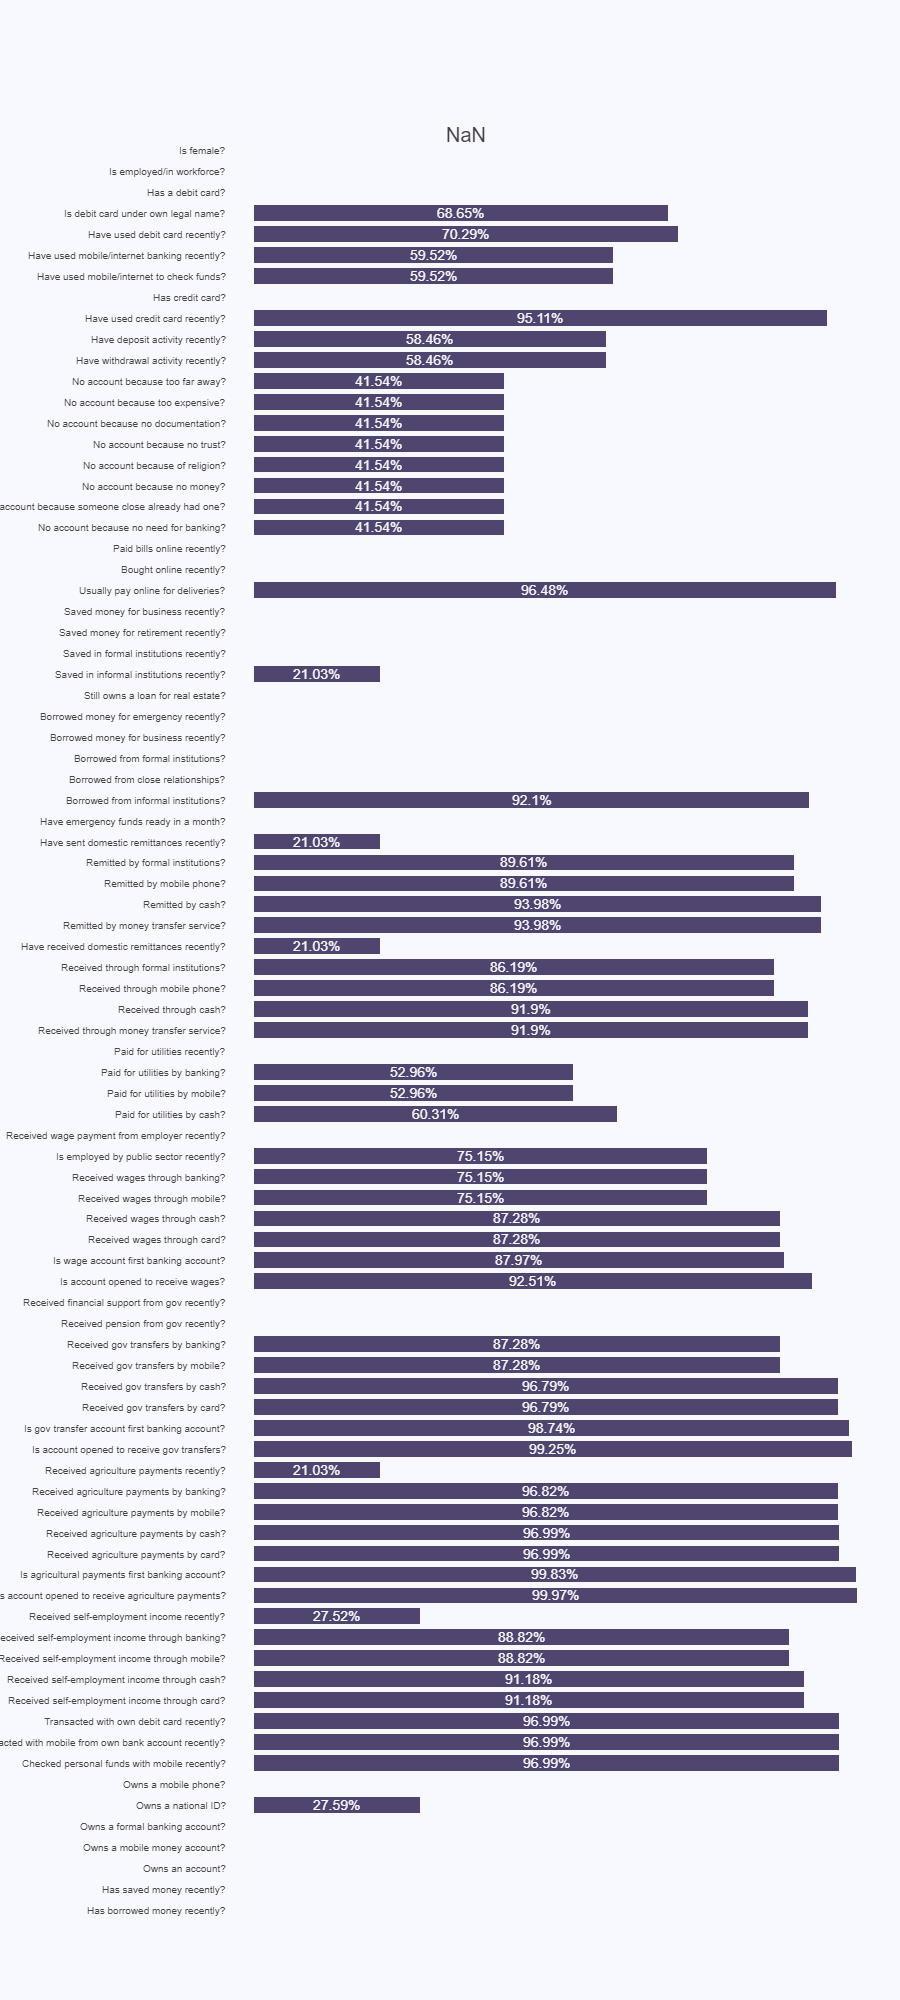 NaN
Is female?
Is employed/in workforce?
Has a debit card?
Is debit card under own legal name? 68.65%
Have used debit card recently? 70.29%
Have used mobile/internet banking recently? 59.52%
Have used mobile/internet to check funds? 59.52%
Has credit card?
Have used credit card recently? 95.11%
Have deposit activity recently? 58.46%
Have withdrawal activity recently? 58.46%
No account because too far away? 41.54%
No account because too expensive? 41.54%
No account because no documentation? 41.54%
No account because no trust? 41.54%
No account because of religion? 41.54%
No account because no money? 41.54%
account because someone close already had one? 41.54%
No account because no need for banking? 41.54%
Paid bills online recently?
Bought online recently?
Usually pay online for deliveries? 96.48%
Saved money for business recently?
Saved money for retirement recently?
Saved in formal institutions recently?
Saved in informal institutions recently? 21.03%
Still owns a loan for real estate?
Borrowed money for emergency recently?
Borrowed money for business recently?
Borrowed from formal institutions?
Borrowed from close relationships?
Borrowed from informal institutions? 92.1%
Have emergency funds ready in a month?
Have sent domestic remittances recently? 21.03%
Remitted by formal institutions? 89.61%
Remitted by mobile phone? 89.61%
Remitted by cash? 93.98%
Remitted by money transfer service? 93.98%
Have received domestic remittances recently? 21.03%
Received through formal institutions? 86.19%
Received through mobile phone? 86.19%
Received through cash? 91.9%
Received through money transfer service? 91.9%
Paid for utilities recently?
Paid for utilities by banking? 52.96%
Paid for utilities by mobile? 52.96%
Paid for utilities by cash? 60.31%
Received wage payment from employer recently?
Is employed by public sector recently? 75.15%
Received wages through banking? 75.15%
Received wages through mobile? 75.15%
Received wages through cash? 87.28%
Received wages through card? 87.28%
Is wage account first banking account? 87.97%
Is account opened to receive wages? 92.51%
Received financial support from gov recently?
Received pension from gov recently?
Received gov transfers by banking? 87.28%
Received gov transfers by mobile? 87.28%
Received gov transfers by cash? 96.79%
Received gov transfers by card? 96.79%
Is gov transfer account first banking account? 98.74%
Is account opened to receive gov transfers? 99.25%
Received agriculture payments recently? 21.03%
Received agriculture payments by banking? 96.82%
Received agriculture payments by mobile? 96.82%
Received agriculture payments by cash? 96.99%
Received agriculture payments by card? 96.99%
Is agricultural payments first banking account? 99.83%
s account opened to receive agriculture payments? 99.97%
Received self-employment income recently? 27.52%
eceived self-employment income through banking? 88.82%
Received self-employment income through mobile? 88.82%
Received self-employment income through cash? 91.18%
Received self-employment income through card? 91.18%
Transacted with own debit card recently? 96.99%
acted with mobile from own bank account recently? 96.99%
Checked personal funds with mobile recently? 96.99%
Owns a mobile phone?
Owns a national ID? 27.59%
Owns a formal banking account?
Owns a mobile money account?
Owns an account?
Has saved money recently?
Has borrowed money recently?